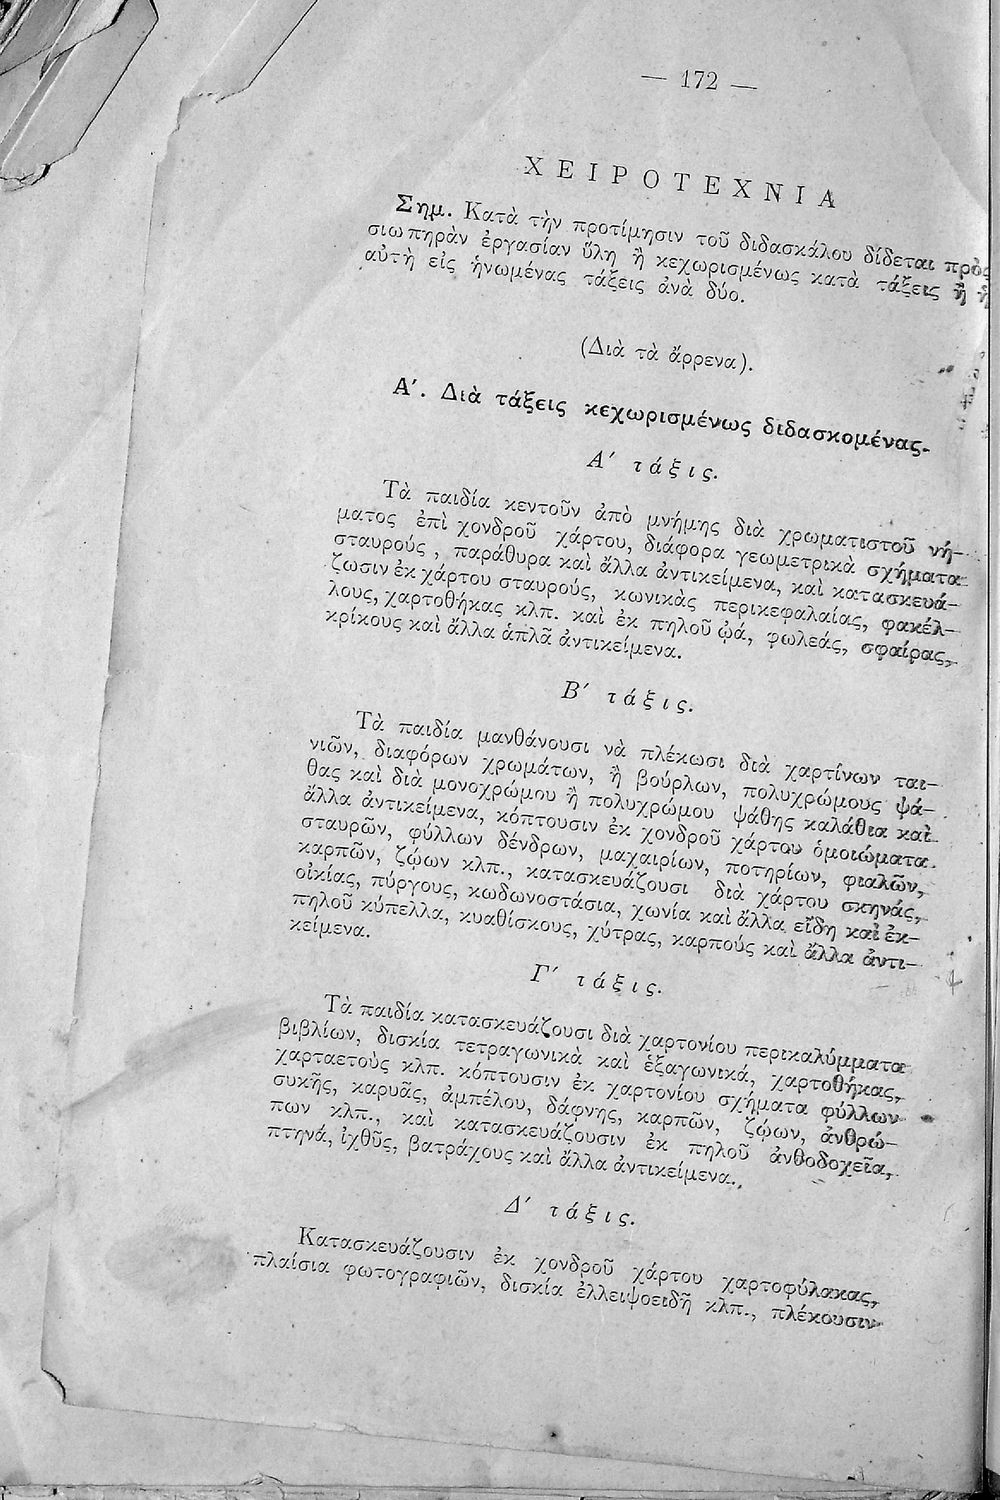 — 172 —
ΧΕΙΡΟΤΕΧΝΙΑ
Σημ. Κατὰ τὴν προτίμησιν τοῦ διδασκάλου δίδεται πρὸς
σιωπηρὰν ἐργασίαν ὕλη ἢ κεχωρισμένως κατὰ τάξεις ἢ ἡ
αὐτὴ εἰς ἡνωμένας τάξεις ἀνὰ δύο.
(Διὰ τὰ ἄρρενα).
Α′. Διὰ τάξεις κεχωρισμένως διδασκομένας.
Α′ τάξις.
Τὰ παιδία κεντοῦν ἀπὸ μνήμης διὰ χρωματιστοῦ νή-
ματος ἐπὶ χονδροῦ χάρτου, διάφορα γεωμετρικὰ σχήματα
σταυρούς, παράθυρα καὶ ἄλλα ἀντικείμενα, καὶ κατασκευά-
ζωσιν ἐκ χάρτου σταυρούς, κωνικὰς περικεφαλαίας, φακέλ-
λους, χαρτοθήκας κλπ. καὶ ἐκ πηλοῦ ᾠά, φωλεάς, σφαίρας,
κρίκους καὶ ἄλλα ἁπλᾶ ἀντικείμενα.
Β′ τάξις.
Τὰ παιδία μανθάνουσι νὰ πλέκωσι διὰ χαρτίνων ται-
νιῶν, διαφόρων χρωμάτων, ἢ βούρλων, πολυχρώμους ψά-
θας καὶ διὰ μονοχρώμου ἢ πολυχρώμου ψάθης καλάθια καὶ
ἄλλα ἀντικείμενα, κόπτουσιν ἐκ χονδροῦ χάρτου ὁμοιώματα
σταυρῶν, φύλλων δένδρων, μαχαιρίων, ποτηρίων, φιαλῶν,
καρπῶν, ζῴων κλπ., κατασκευάζουσι διὰ χάρτου σκηνάς,
οἰκίας, πύργους, κωδωνοστάσια, χωνία καὶ ἄλλα εἴδη καὶ ἐκ
πηλοῦ κύπελλα, κυαθίσκους, χύτρας, καρποὺς καὶ ἄλλα ἀντι-
κείμενα.
Γ′ τάξις.
Τὰ παιδία κατασκευάζουσι διὰ χαρτονίου περικαλύμματα
βιβλίων, δισκία τετραγωνικὰ καὶ ἑξαγωνικά, χαρτοθήκας,
χαρταετοὺς κλπ. κόπτουσιν ἐκ χαρτονίου σχήματα φύλλων
συκῆς, καρυᾶς, ἀμπέλου, δάφνης, καρπῶν, ζῴων, ἀνθρώ-
πων κλπ., καὶ κατασκευάζουσιν ἐκ πηλοῦ ἀνθοδοχεῖα,
πτηνά, ἰχθῦς, βατράχους καὶ ἄλλα ἀντικείμενα.
Δ′ τάξις.
Κατασκευάζουσιν ἐκ χονδροῦ χάρτου χαρτοφύλακας,
πλαίσια φωτογραφιῶν, δισκία ἐλλειψοειδῆ κλπ., πλέκουσιν